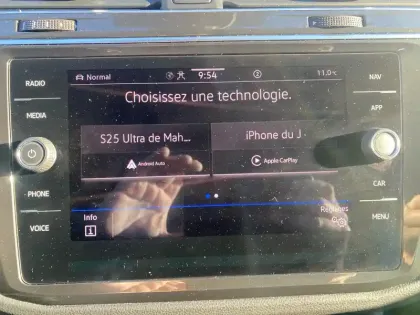 RADIO
MEDIA
PHONE
VOICE
Normal 9:54 11,0°C
Choisissez une technologie.
S25 Ultra de Mah... iPhone du J
Android Auto Apple CarPlay
Info Réglages
NAV
APP
CAR
MENU